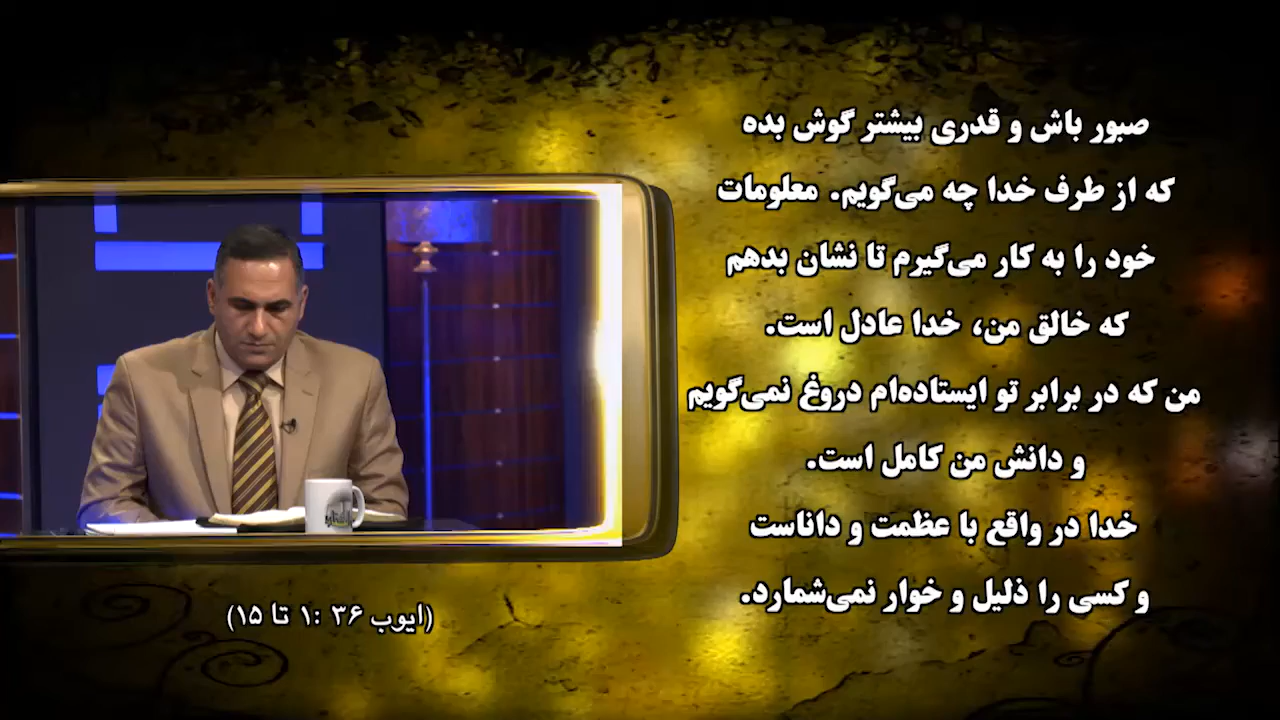 صبور باش و قدری بیشتر گوش بده
که از طرف خدا چه می‌گویم. معلومات
خود را به کار می‌گیرم تا نشان بدهم
که خالق من، خدا عادل است.
من که در برابر تو ایستاده‌ام دروغ نمی‌گویم
و دانش من کامل است.
خدا در واقع با عظمت و داناست
و کسی را ذلیل و خوار نمی‌شمارد.
(ایوب ۳۶ :۱ تا ۱۵)